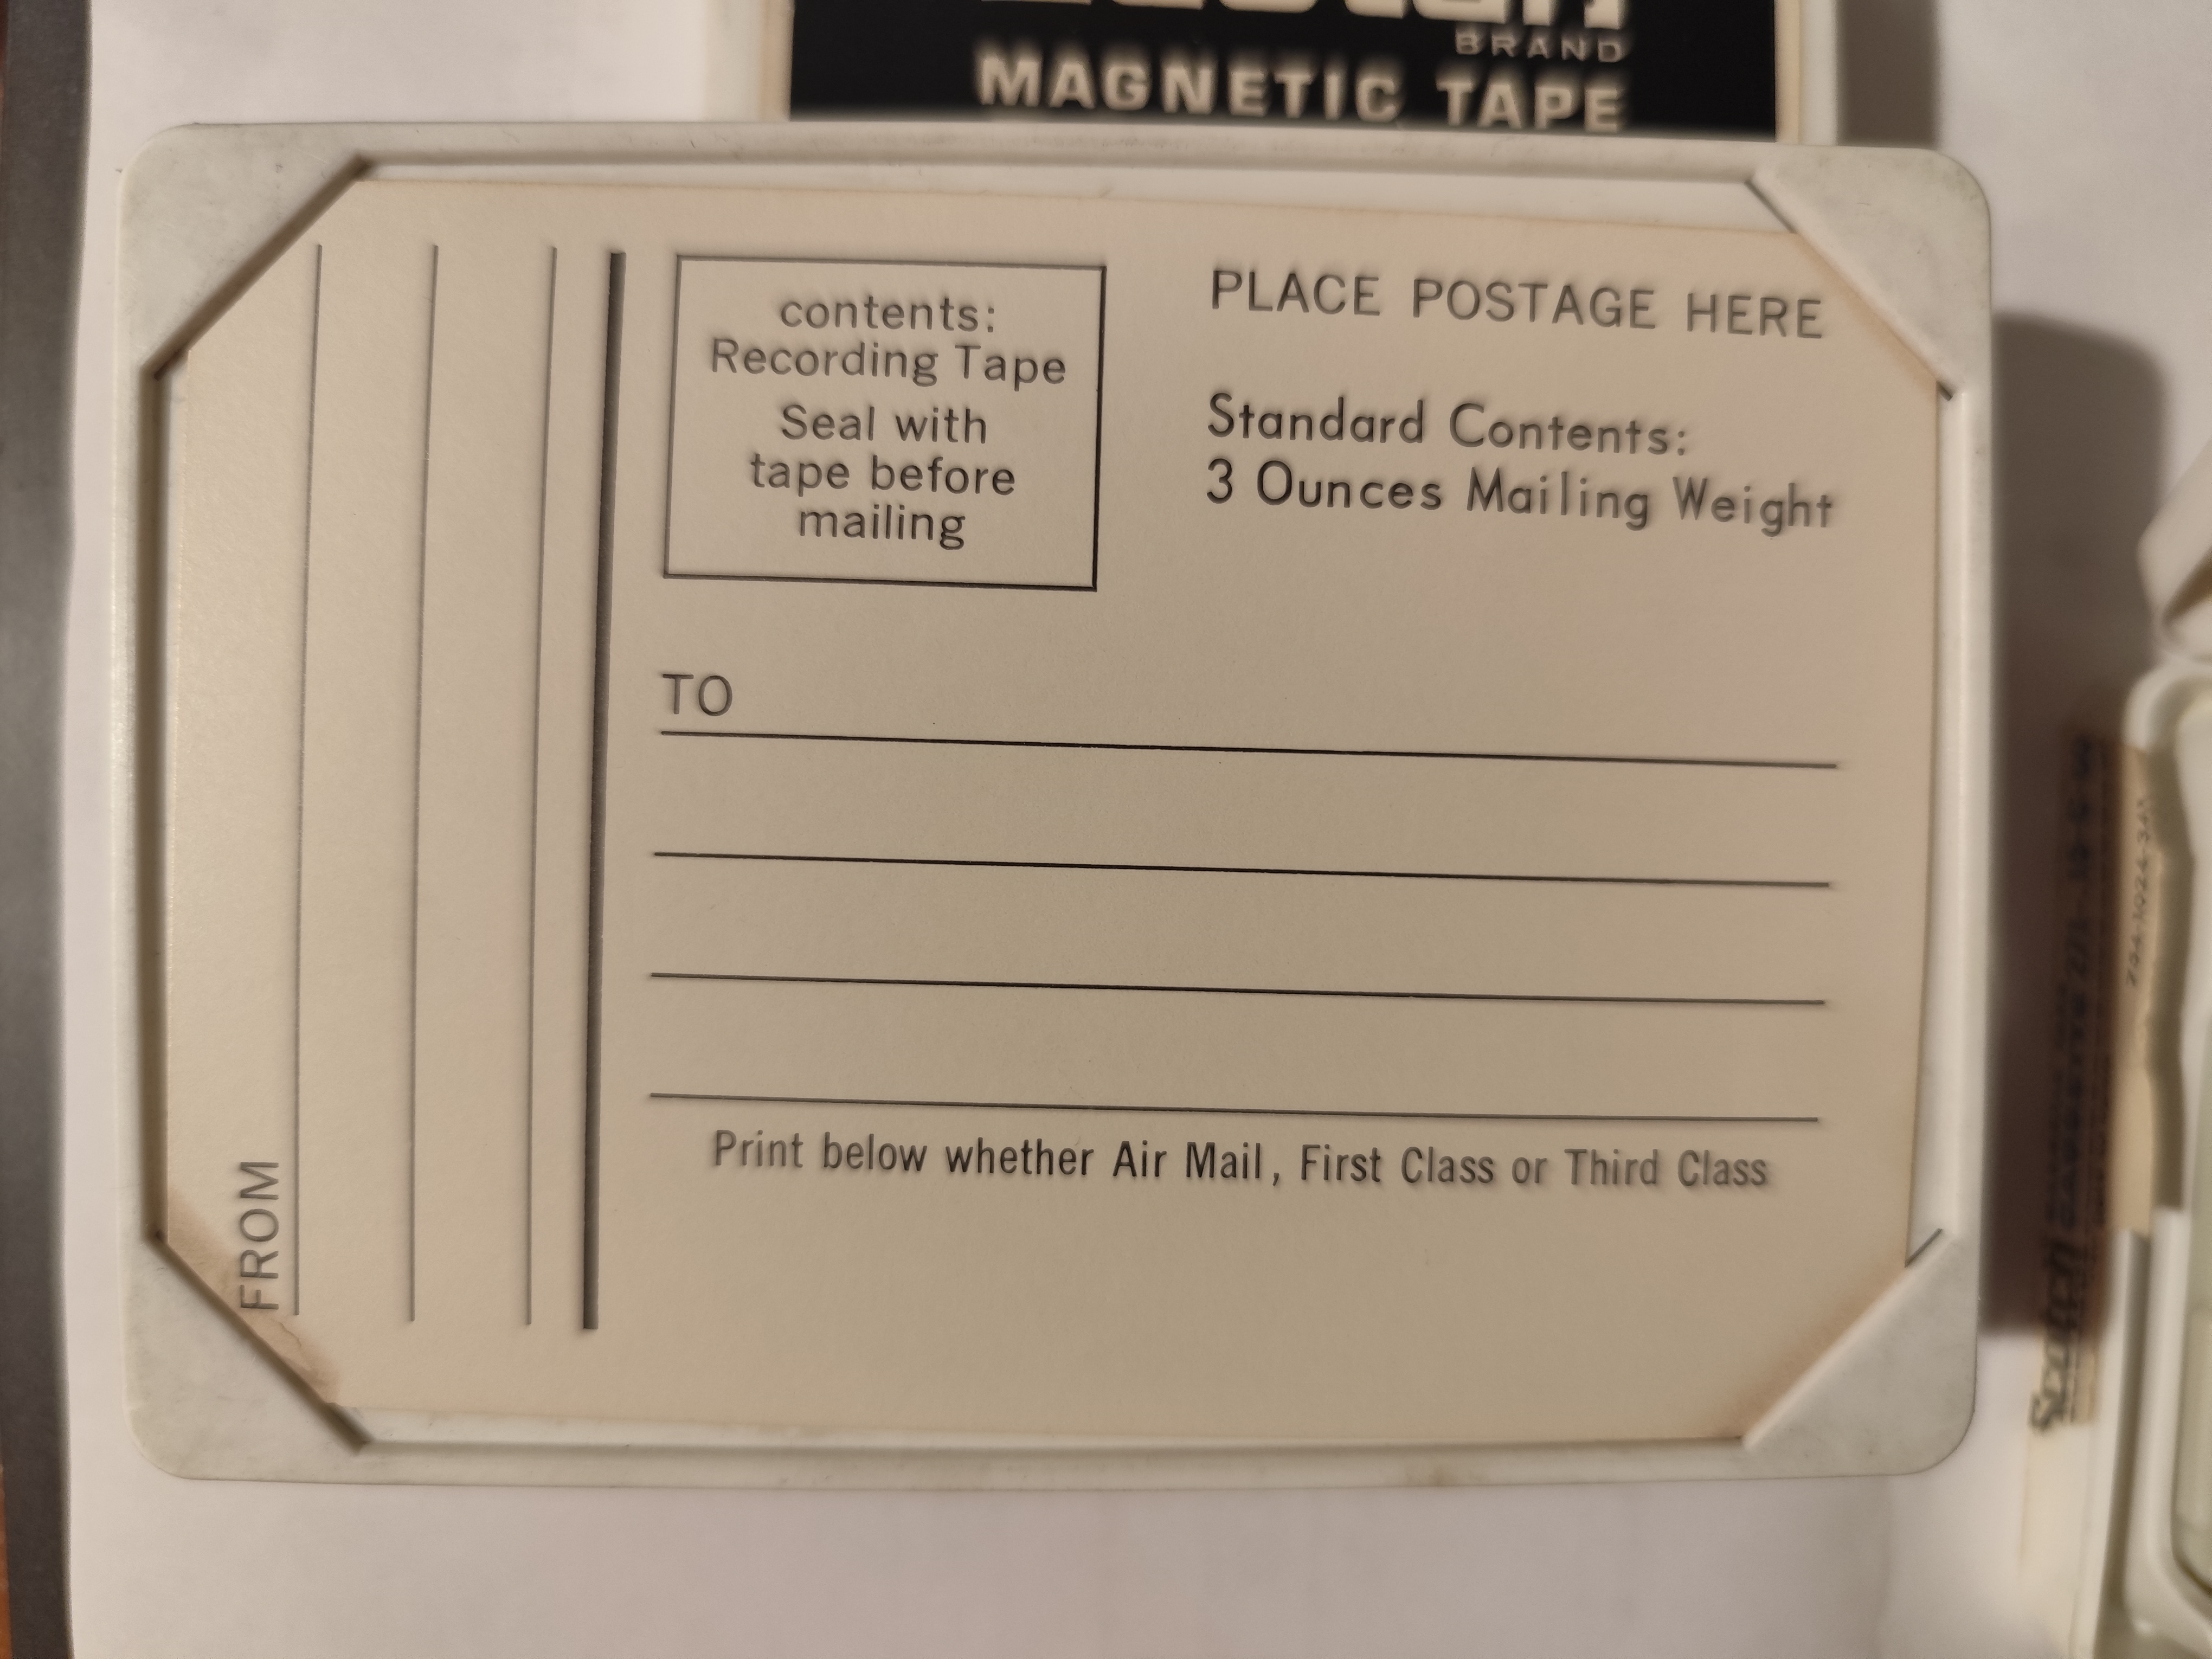 BRAND
MAGNETIC TAPE
contents:
Recording Tape
Seal with
tape before
mailing
PLACE POSTAGE HERE
Standard Contents:
3 Ounces Mailing Weight
TO
Print below whether Air Mail, First Class or Third Class
FROM
Scotch